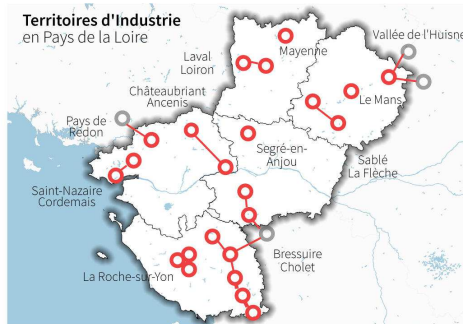 Territoires d'Industrie
en Pays de la Loire
Vallée de l'Huisne
Mayenne
Laval
Loiron
Châteaubriant
Ancenis
Le Mans
Pays de
Redon
Segré-en-
Anjou
Sablé
La Flèche
Saint-Nazaire
Cordemais
Bressuire
Cholet
La Roche-sur-Yon